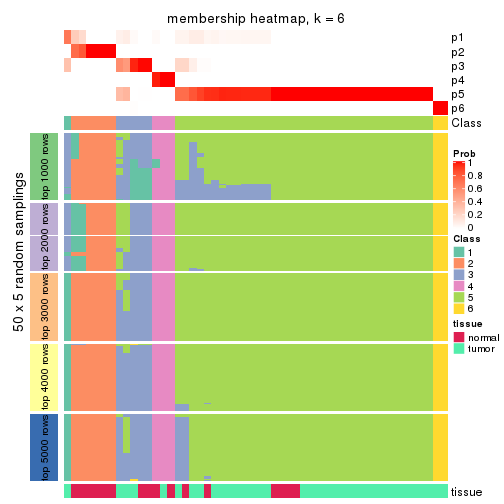 membership heatmap, k = 6
p1
p2
p3
p4
p5
p6
Class
50 x 5 random samplings
top 1000 rows
top 2000 rows
top 3000 rows
top 4000 rows
top 5000 rows
tissue
Prob
1
0.8
0.6
0.4
0.2
0
Class
1
2
3
4
5
6
tissue
normal
tumor